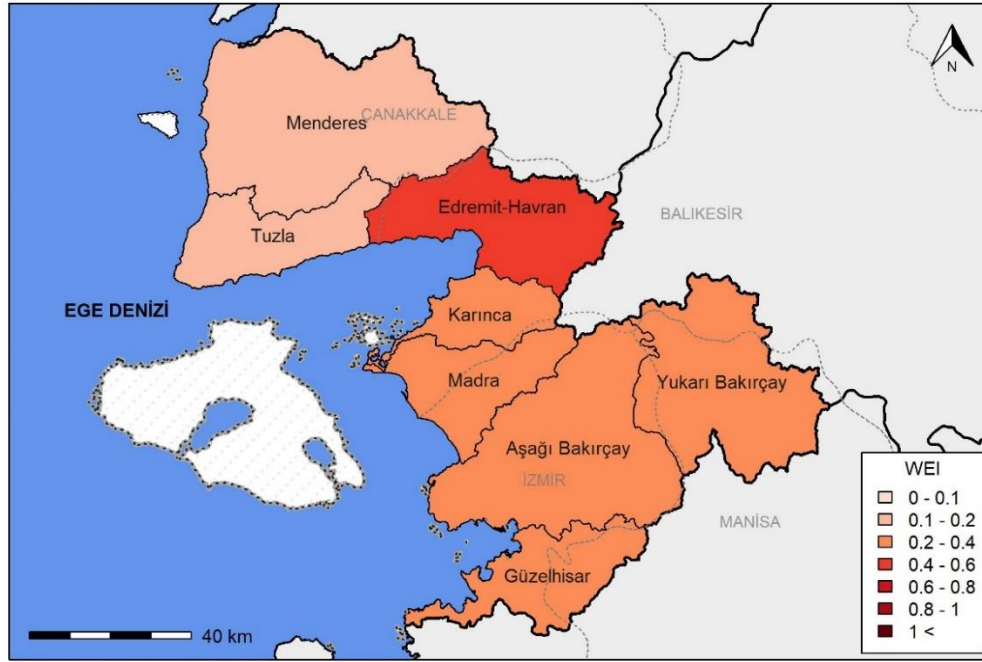 N
Menderes
ÇANAKKALE
Edremit-Havran
BALIKESİR
Tuzla
EGE DENİZİ
Karınca
Madra
Yukarı Bakırçay
Aşağı Bakırçay
İZMİR
MANİSA
Güzelhisar
WEI
0 - 0.1
0.1 - 0.2
0.2 - 0.4
0.4 - 0.6
0.6 - 0.8
0.8 - 1
1 <
40 km